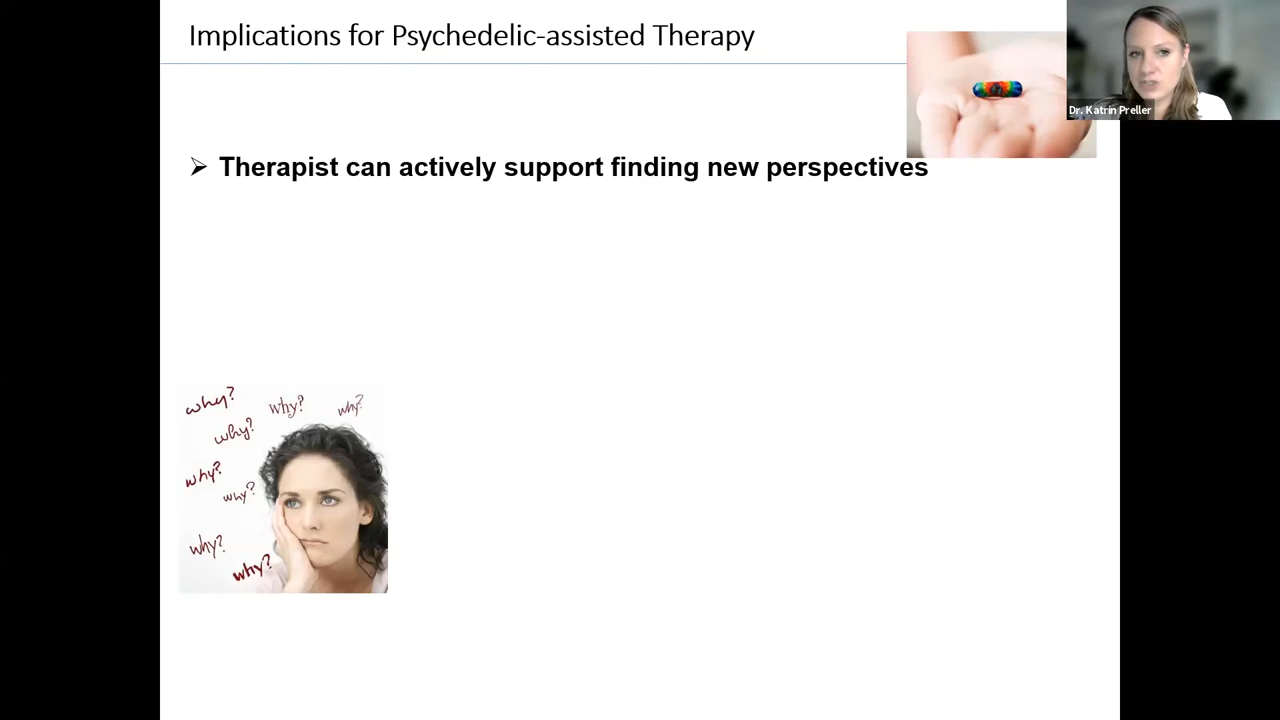 Implications for Psychedelic-assisted Therapy
Dr. Katrin Preller
➢ Therapist can actively support finding new perspectives
why?
why?
why?
why?
why?
why?
why?
why?